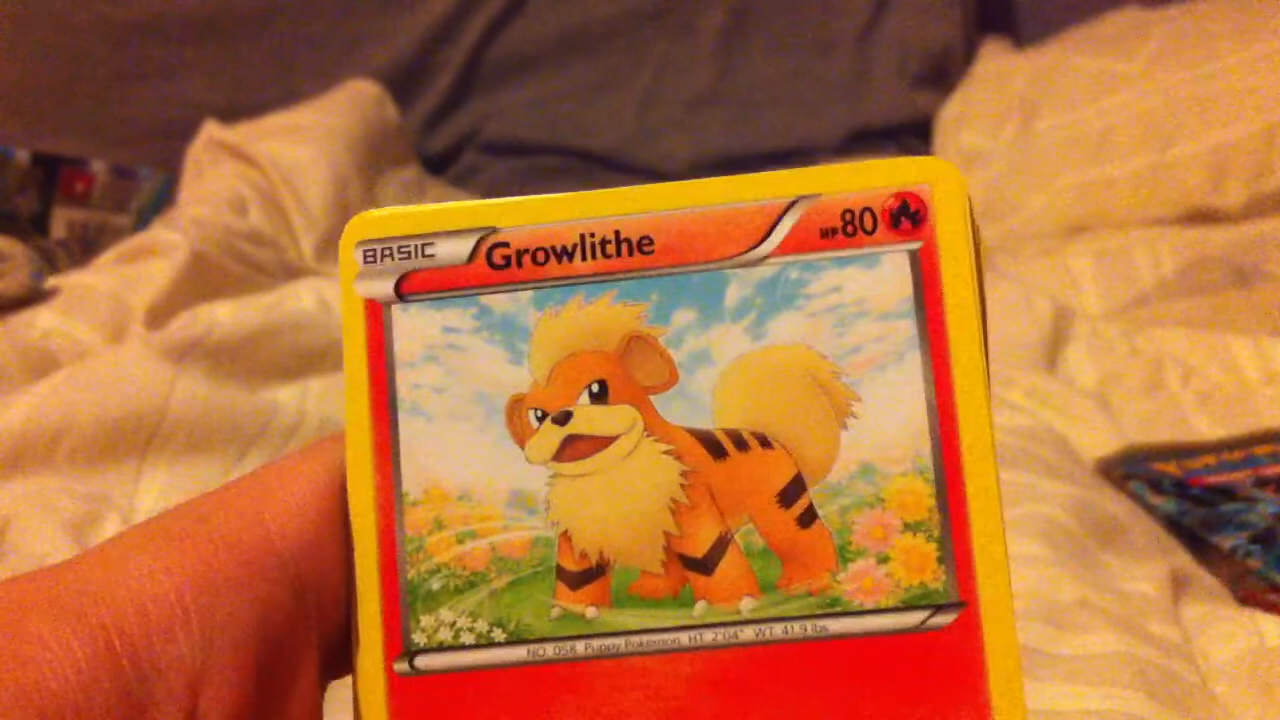 BASIC Growlithe HP80
NO. 058 Puppy Pokémon HT: 2'04" WT: 41.9 lbs.